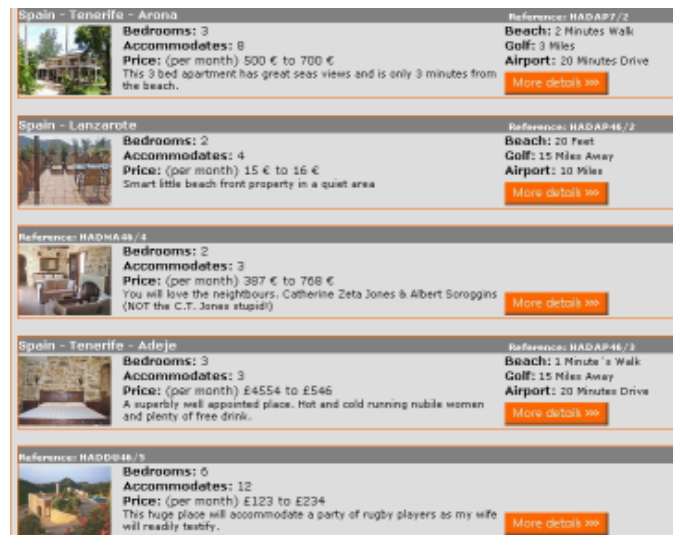 Spain - Tenerife - Arona
Reference: HADAP7/2
Bedrooms: 3
Beach: 2 Minutes Walk
Accommodates: 8
Golf: 3 Miles
Price: (per month) 500 € to 700 €
Airport: 20 Minutes Drive
This 3 bed apartment has great seas views and is only 3 minutes from
the beach.
More details >>>
Spain - Lanzarote
Reference: HADAP46/2
Bedrooms: 2
Beach: 20 Feet
Accommodates: 4
Golf: 15 Miles Away
Price: (per month) 15 € to 16 €
Airport: 10 Miles
Smart little beach front property in a quiet area
More details >>>
Reference: HADHA46/4
Bedrooms: 2
Accommodates: 3
Price: (per month) 387 € to 768 €
You will love the neighbours. Catherine Zeta Jones & Albert Soroggins
(NOT the C.T. Jones stupid!)
More details >>>
Spain - Tenerife - Adeje
Reference: HADAP46/3
Bedrooms: 3
Beach: 1 Minute´s Walk
Accommodates: 3
Golf: 15 Miles Away
Price: (per month) £4554 to £546
Airport: 20 Minutes Drive
A superbly well appointed place. Hot and cold running nubile women
and plenty of free drink.
More details >>>
Reference: HADDU46/5
Bedrooms: 6
Accommodates: 12
Price: (per month) £123 to £234
This huge place will accommodate a party of rugby players as my wife
will readily testify.
More details >>>